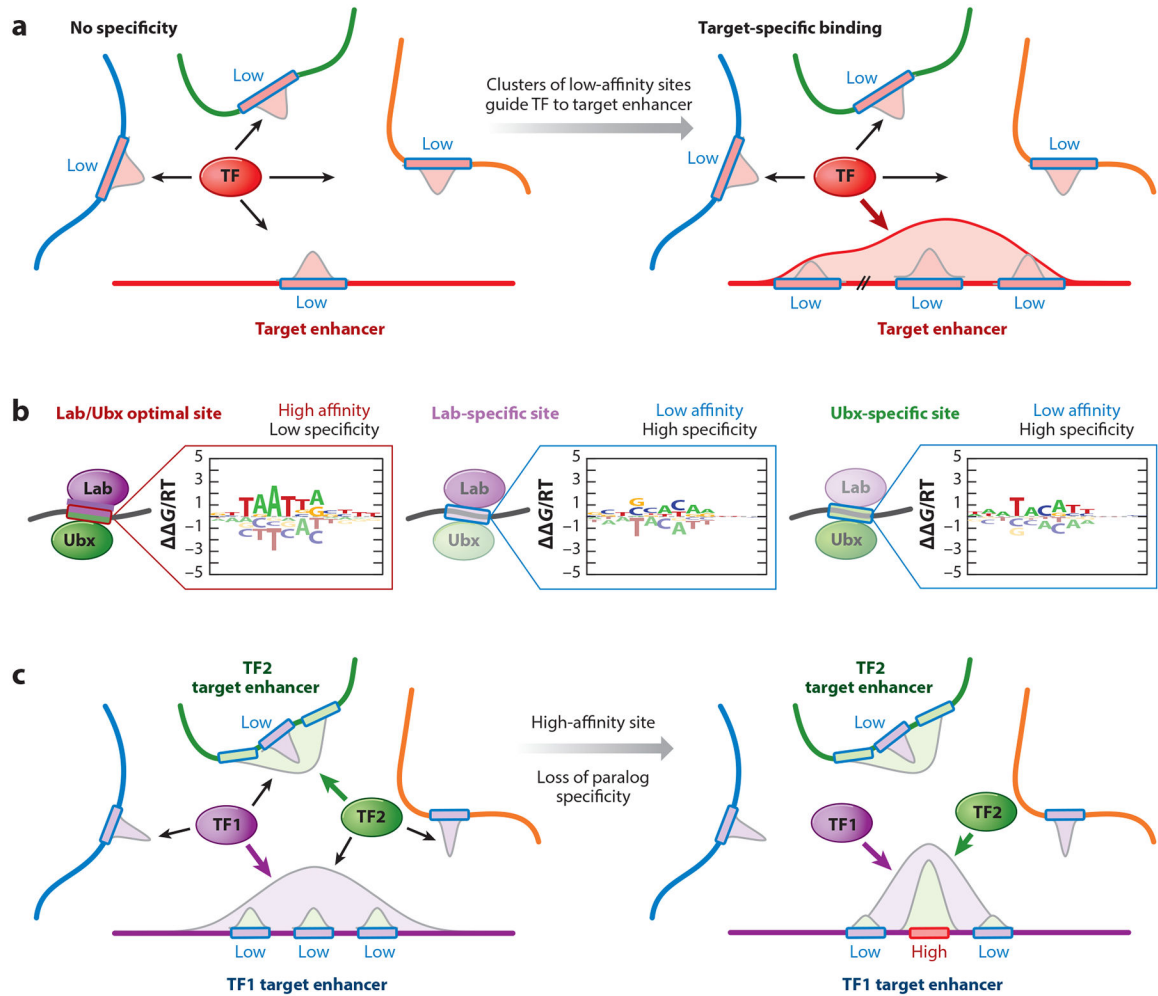 a
No specificity
Target-specific binding
Low
Low
Low
TF
Low
Target enhancer
Clusters of low-affinity sites
guide TF to target enhancer
Low
Low
Low
TF
Low
Low
Low
Target enhancer
b
Lab/Ubx optimal site
High affinity
Low specificity
Lab
Ubx
ΔΔG/RT
5
3
1
−1
−3
−5
TAATTA
Lab-specific site
Low affinity
High specificity
Lab
Ubx
ΔΔG/RT
5
3
1
−1
−3
−5
Ubx-specific site
Low affinity
High specificity
Lab
Ubx
ΔΔG/RT
5
3
1
−1
−3
−5
TACATT
c
TF2
target enhancer
Low
TF1
TF2
Low
Low
Low
TF1 target enhancer
High-affinity site
Loss of paralog
specificity
TF2
target enhancer
Low
TF1
TF2
Low
High
Low
TF1 target enhancer